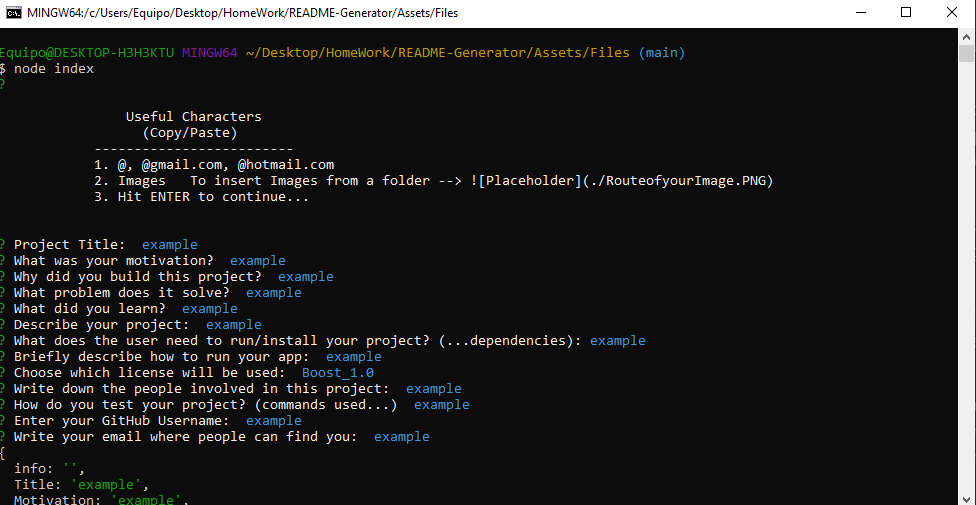 MINGW64:/c/Users/Equipo/Desktop/HomeWork/README-Generator/Assets/Files
Equipo@DESKTOP-H3H3KTU MINGW64 ~/Desktop/HomeWork/README-Generator/Assets/Files (main)
$ node index
?
Useful Characters
(Copy/Paste)
-------------------------
1. @, @gmail.com, @hotmail.com
2. Images   To insert Images from a folder --> ![Placeholder](./RouteofyourImage.PNG)
3. Hit ENTER to continue...
? Project Title:  example
? What was your motivation?  example
? Why did you build this project?  example
? What problem does it solve?  example
? What did you learn?  example
? Describe your project:  example
? What does the user need to run/install your project? (...dependencies): example
? Briefly describe how to run your app:  example
? Choose which license will be used:  Boost_1.0
? Write down the people involved in this project:  example
? How do you test your project? (commands used...)  example
? Enter your GitHub Username:  example
? Write your email where people can find you:  example
{
info: '',
Title: 'example',
Motivation: 'example',